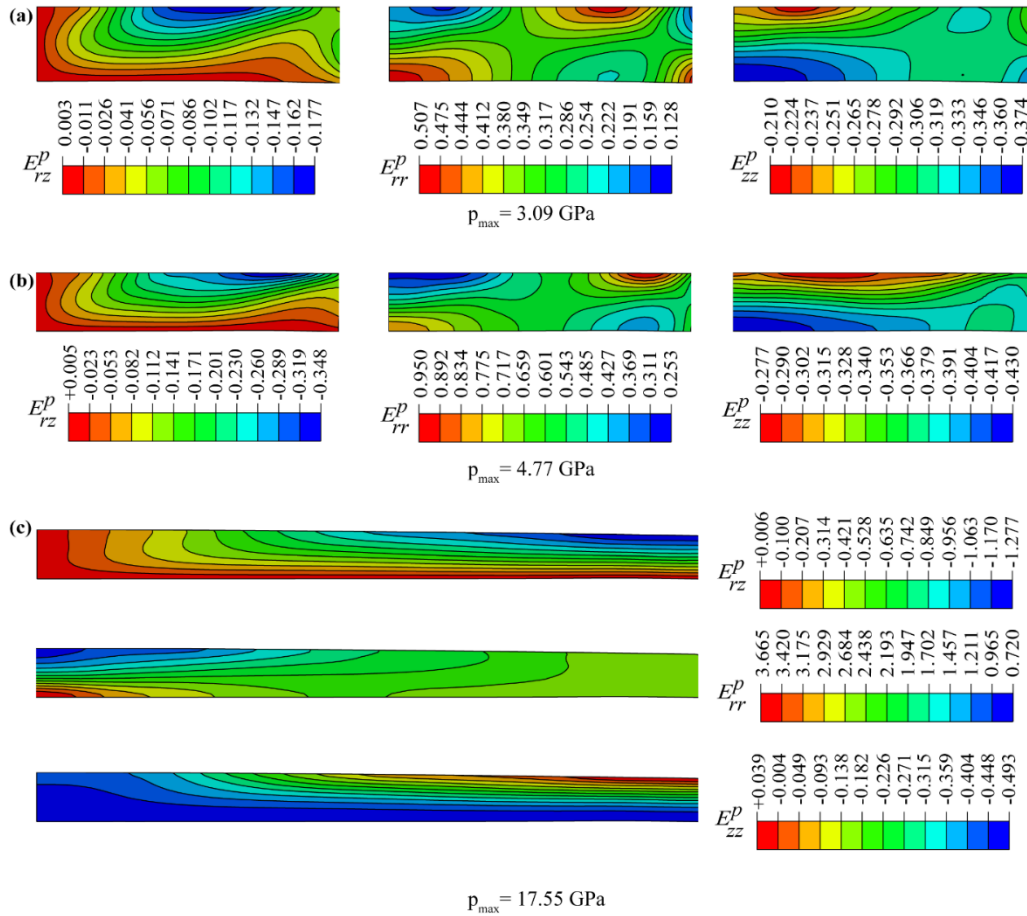 (a)
0.003 -0.011 -0.026 -0.041 -0.056 -0.071 -0.086 -0.102 -0.117 -0.132 -0.147 -0.162 -0.177
E^p_rz
0.507 0.475 0.444 0.412 0.380 0.349 0.317 0.286 0.254 0.222 0.191 0.159 0.128
E^p_rr
-0.210 -0.224 -0.237 -0.251 -0.265 -0.278 -0.292 -0.306 -0.319 -0.333 -0.346 -0.360 -0.374
E^p_zz
p_max= 3.09 GPa
(b)
+0.005 -0.023 -0.053 -0.082 -0.112 -0.141 -0.171 -0.201 -0.230 -0.260 -0.289 -0.319 -0.348
E^p_rz
0.950 0.892 0.834 0.775 0.717 0.659 0.601 0.543 0.485 0.427 0.369 0.311 0.253
E^p_rr
-0.277 -0.290 -0.302 -0.315 -0.328 -0.340 -0.353 -0.366 -0.379 -0.391 -0.404 -0.417 -0.430
E^p_zz
p_max= 4.77 GPa
(c)
+0.006 -0.100 -0.207 -0.314 -0.421 -0.528 -0.635 -0.742 -0.849 -0.956 -1.063 -1.170 -1.277
E^p_rz
3.665 3.420 3.175 2.929 2.684 2.438 2.193 1.947 1.702 1.457 1.211 0.965 0.720
E^p_rr
+0.039 -0.004 -0.049 -0.093 -0.138 -0.182 -0.226 -0.271 -0.315 -0.359 -0.404 -0.448 -0.493
E^p_zz
p_max= 17.55 GPa